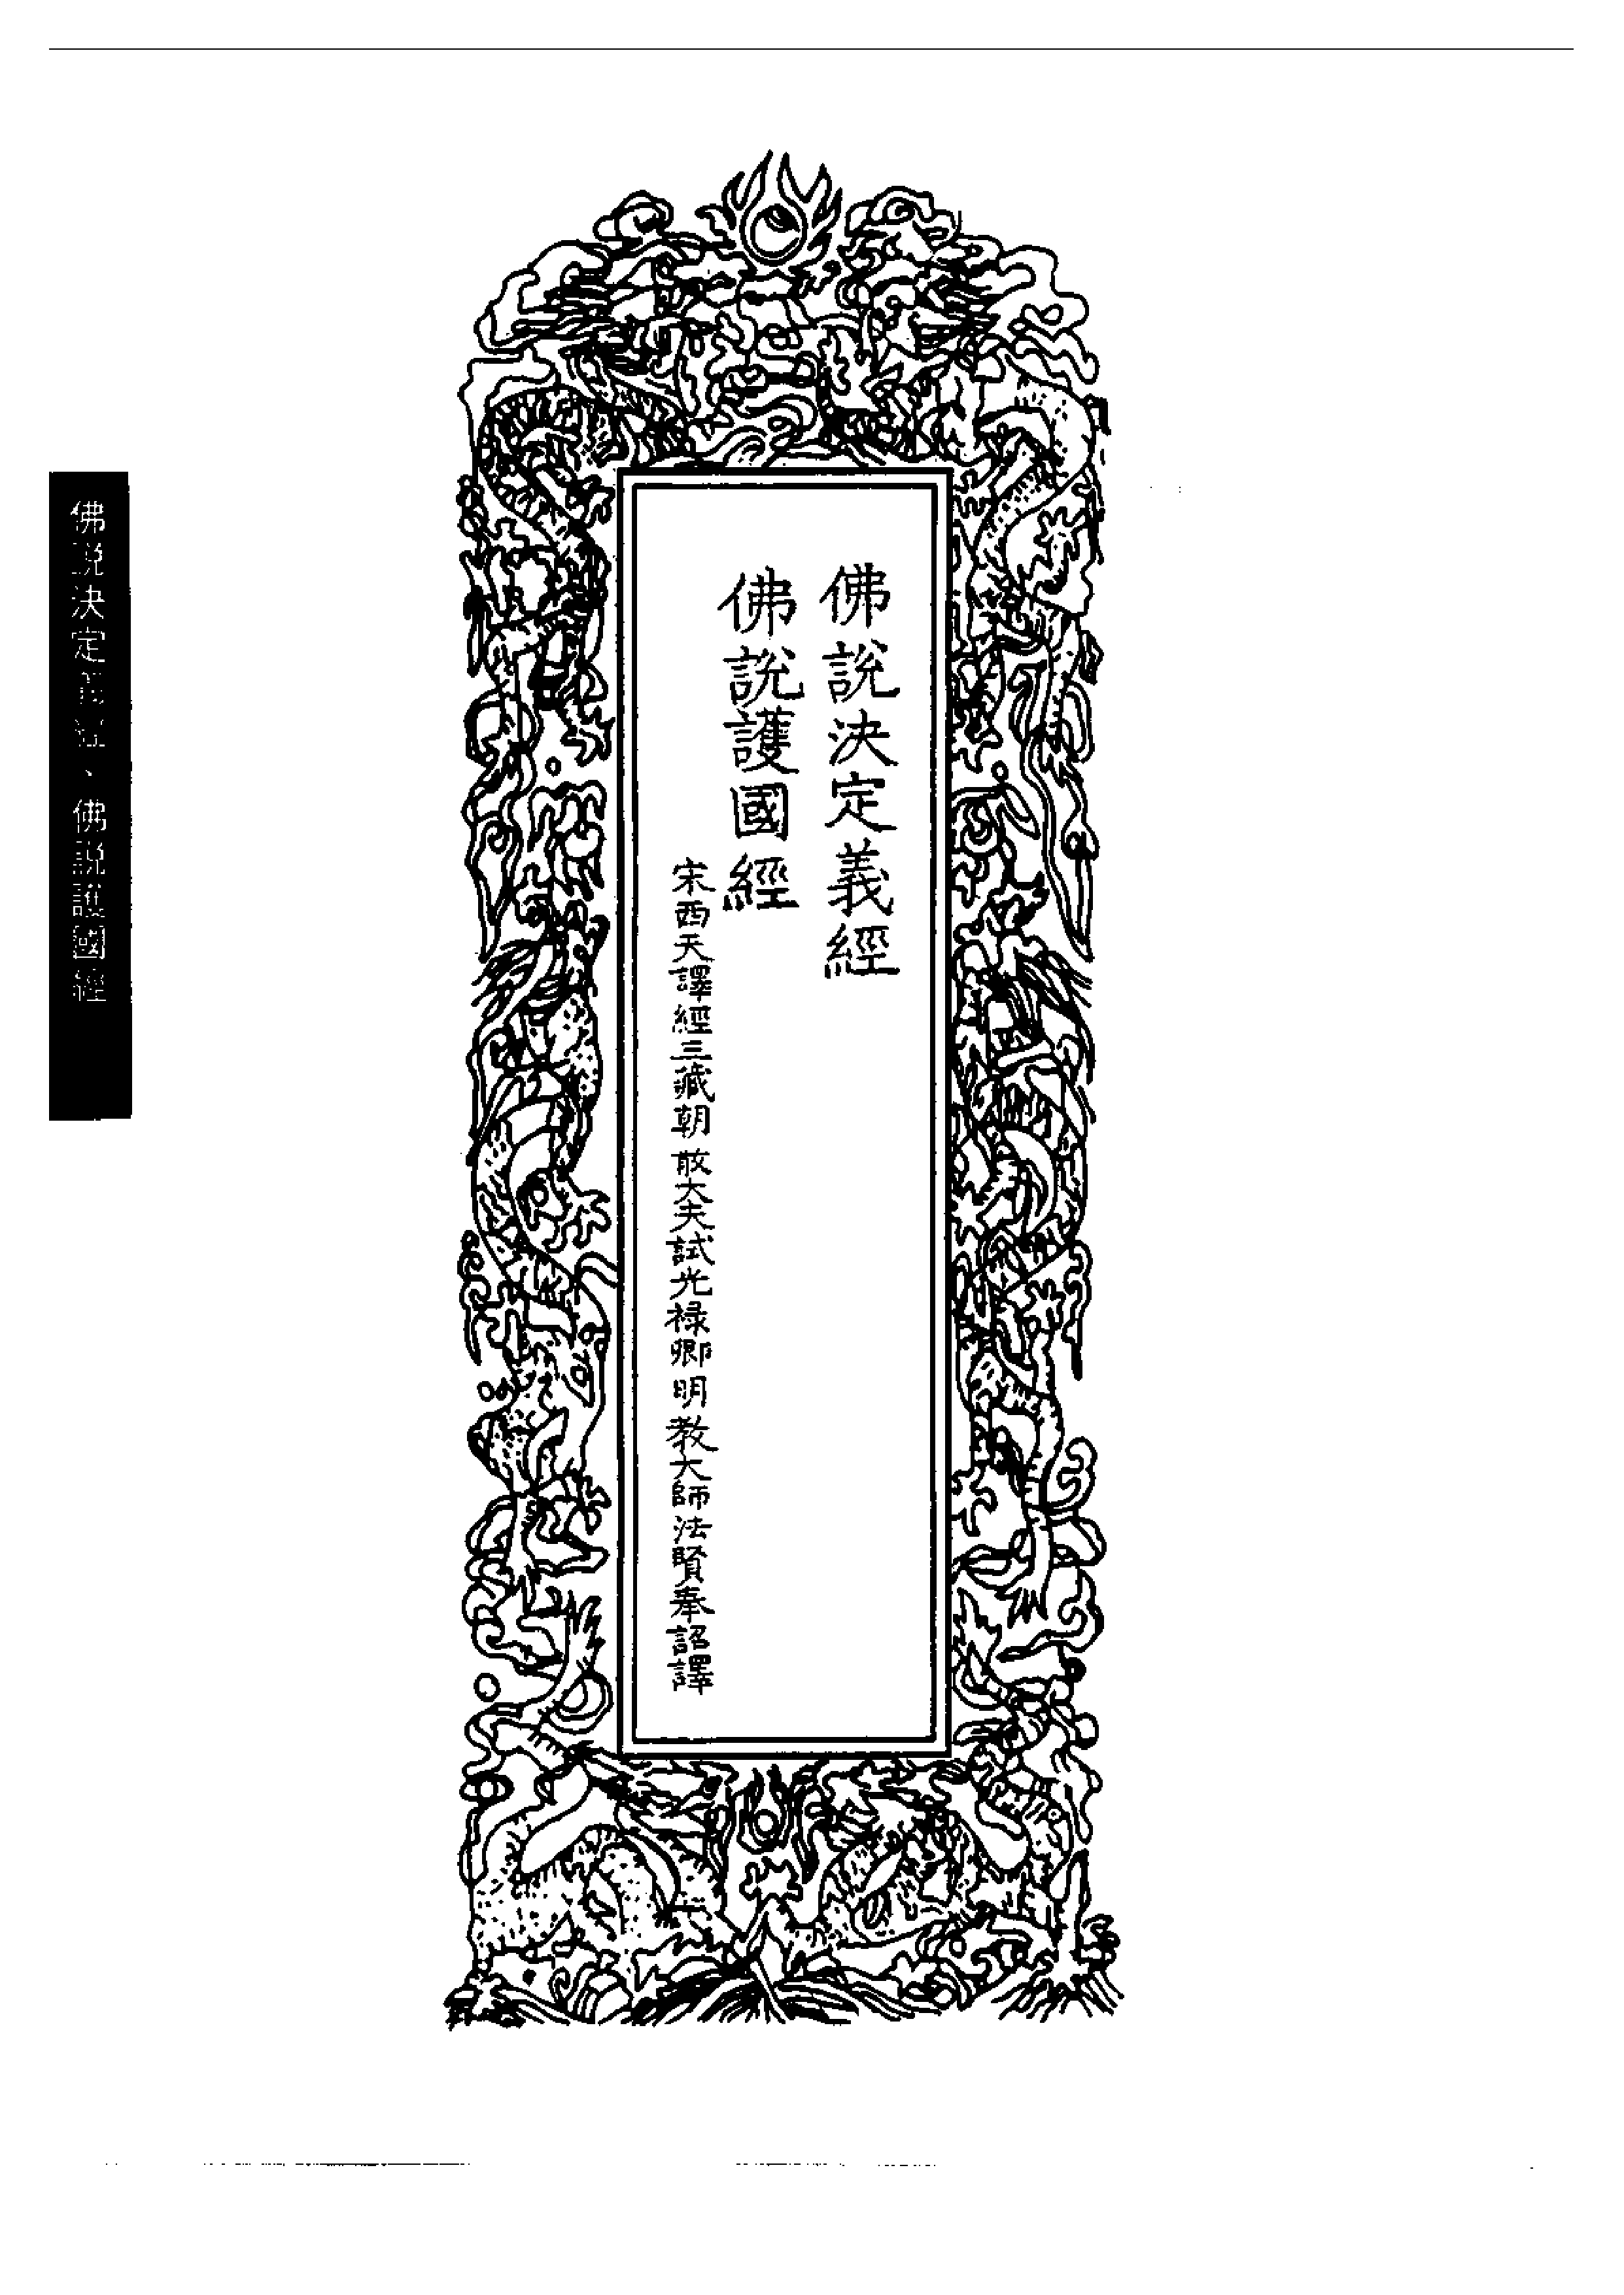 佛說決定義經
佛說護國經
宋西天譯經三藏朝散大夫試光祿卿明教大師法賢奉詔譯
佛說決定義經、佛說護國經